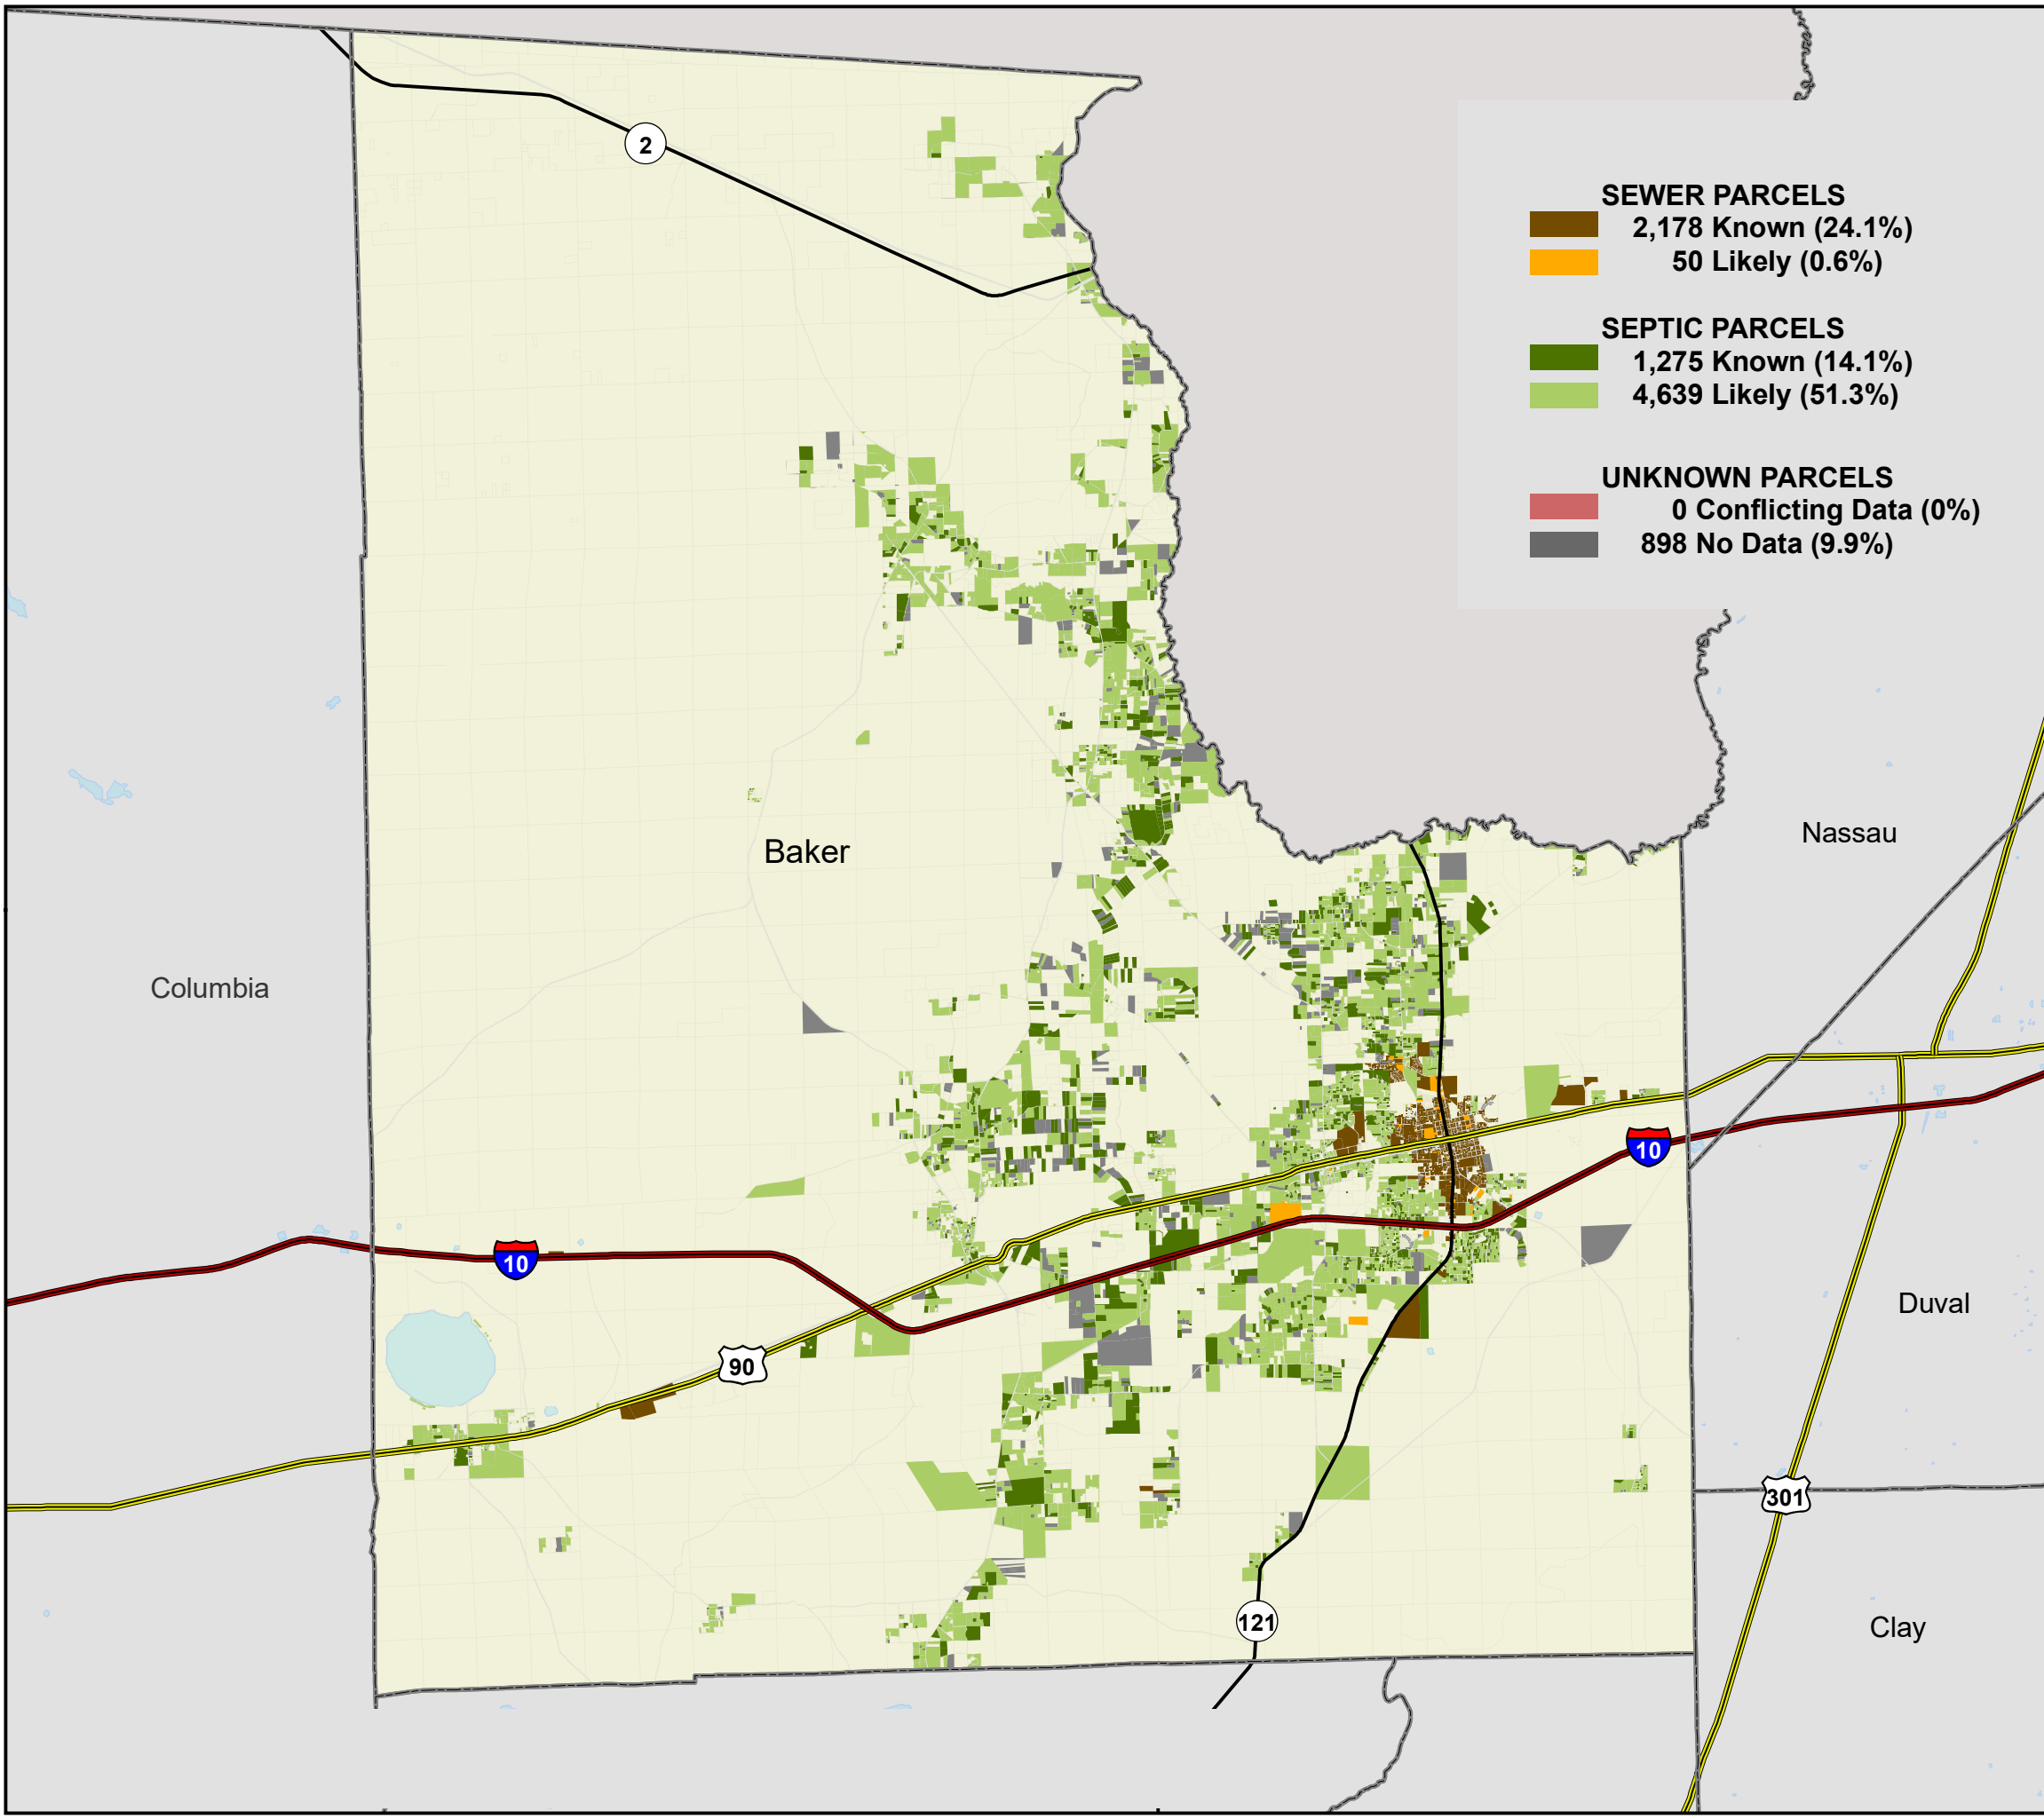 2
SEWER PARCELS
2,178 Known (24.1%)
50 Likely (0.6%)
SEPTIC PARCELS
1,275 Known (14.1%)
4,639 Likely (51.3%)
UNKNOWN PARCELS
0 Conflicting Data (0%)
898 No Data (9.9%)
Baker
Nassau
Columbia
10
10
Duval
90
301
121
Clay